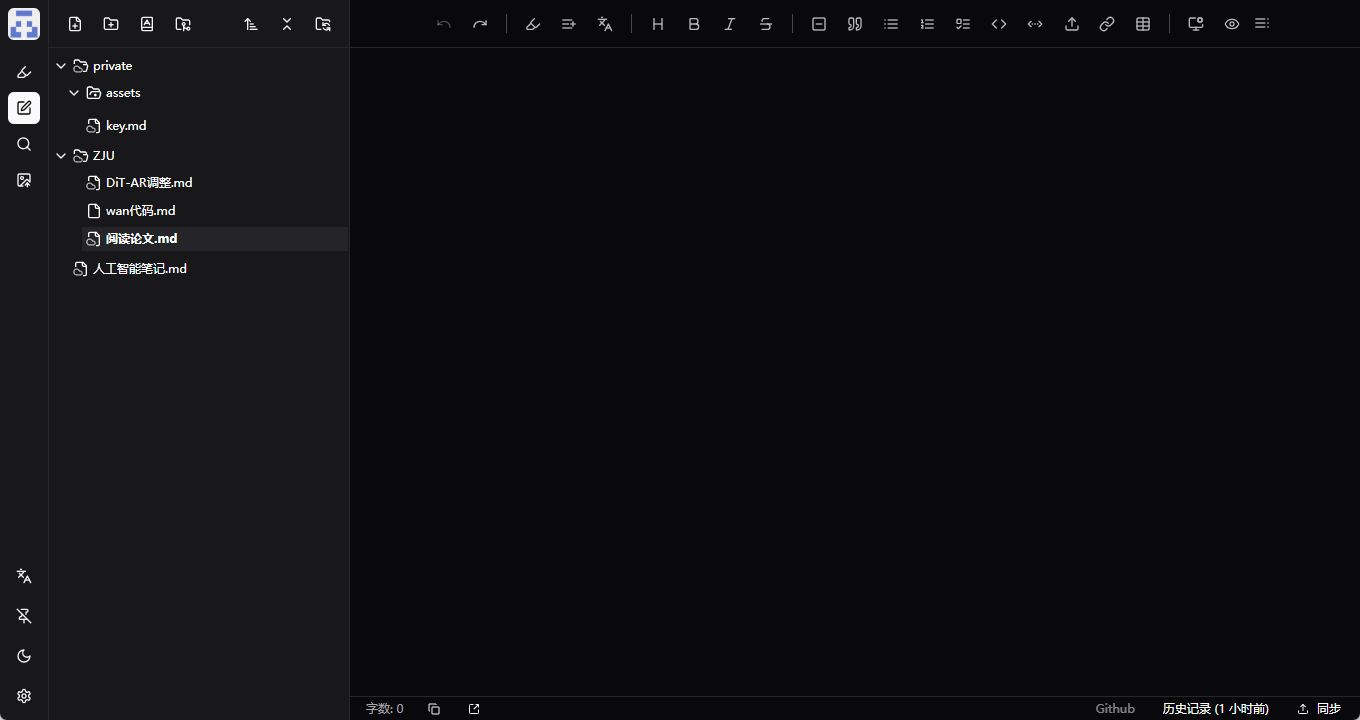 private
assets
key.md
ZJU
DiT-AR调整.md
wan代码.md
阅读论文.md
人工智能笔记.md
字数: 0
Github
历史记录 (1 小时前)
同步